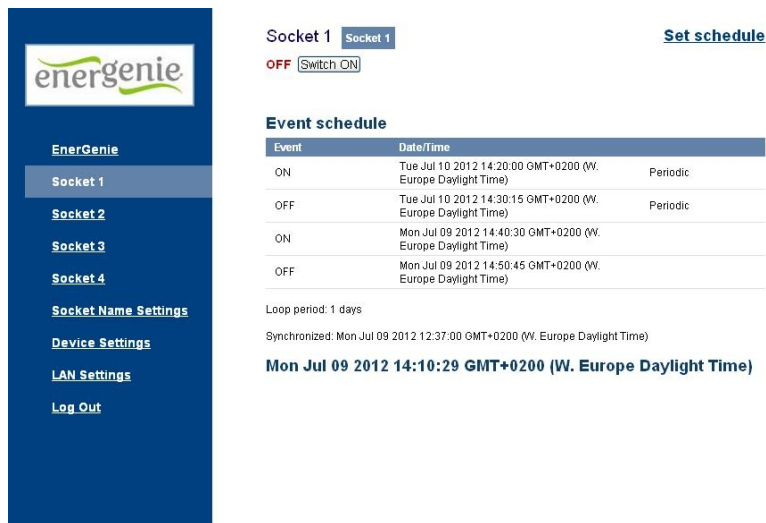 energenie
EnerGenie
Socket 1
Socket 2
Socket 3
Socket 4
Socket Name Settings
Device Settings
LAN Settings
Log Out
Socket 1 Socket 1 Set schedule
OFF Switch ON
Event schedule
Event Date/Time
ON Tue Jul 10 2012 14:20:00 GMT+0200 (W. Periodic
Europe Daylight Time)
OFF Tue Jul 10 2012 14:30:15 GMT+0200 (W. Periodic
Europe Daylight Time)
ON Mon Jul 09 2012 14:40:30 GMT+0200 (W.
Europe Daylight Time)
OFF Mon Jul 09 2012 14:50:45 GMT+0200 (W.
Europe Daylight Time)
Loop period: 1 days
Synchronized: Mon Jul 09 2012 12:37:00 GMT+0200 (W. Europe Daylight Time)
Mon Jul 09 2012 14:10:29 GMT+0200 (W. Europe Daylight Time)